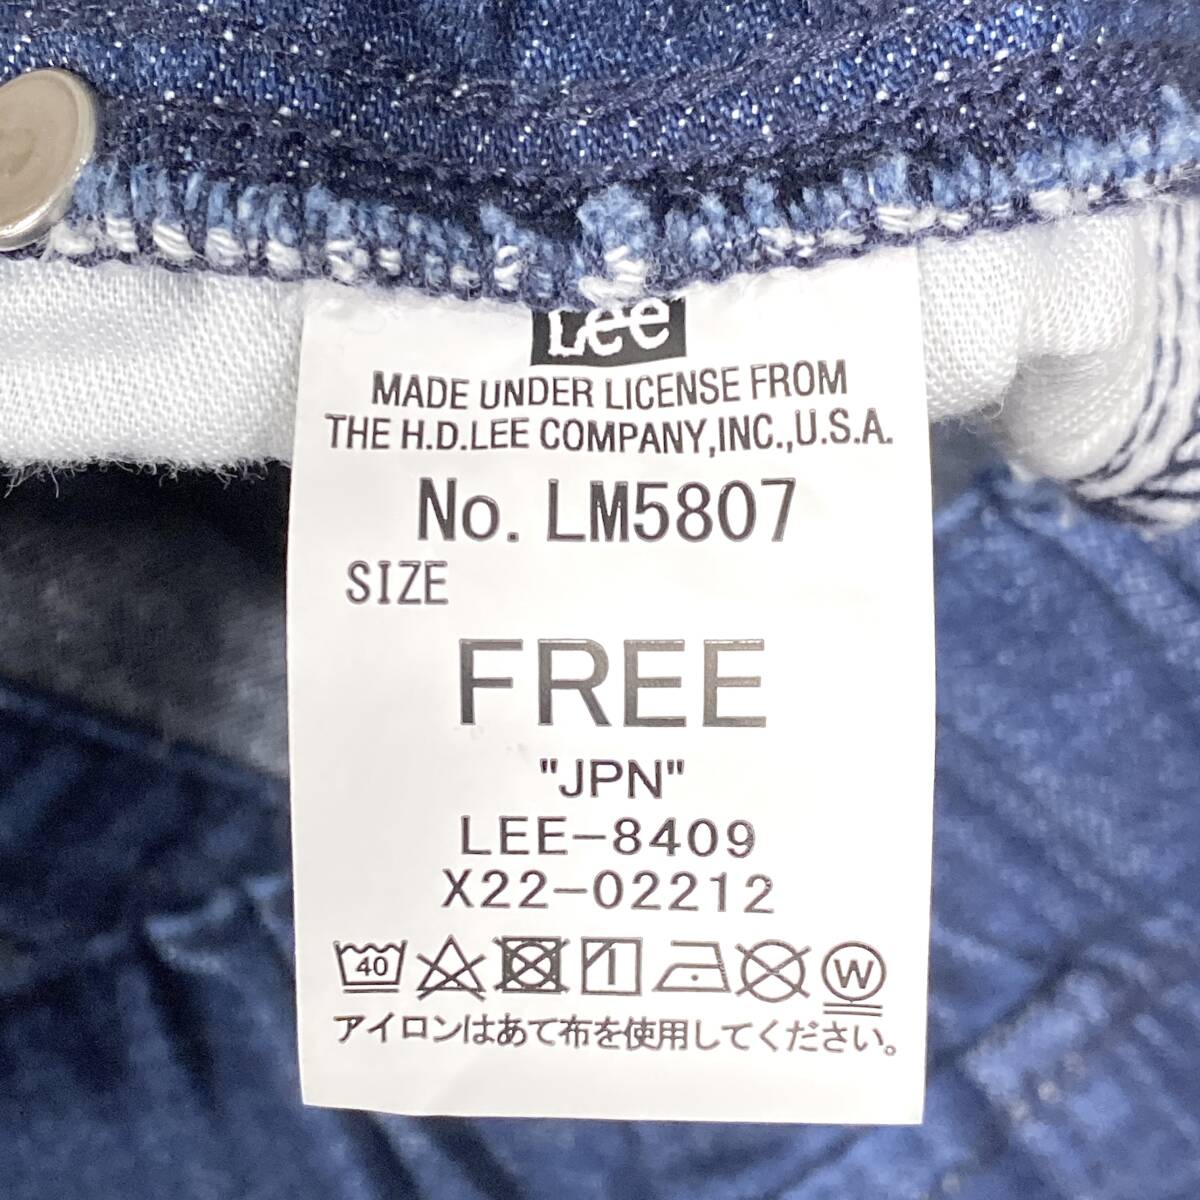 Lee
MADE UNDER LICENSE FROM
THE H.D.LEE COMPANY,INC.,U.S.A.
No. LM5807
SIZE
FREE
"JPN"
LEE-8409
X22-02212
40 W
アイロンはあて布を使用してください。